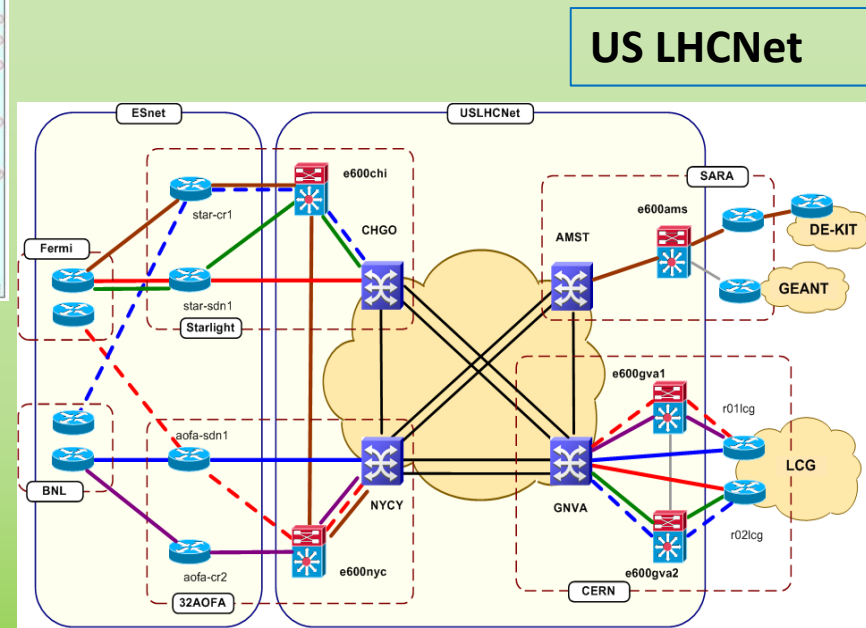 US LHCNet
ESnet
USLHCNet
SARA
e600chi
star-cr1
e600ams
DE-KIT
CHGO
AMST
Fermi
GEANT
star-sdn1
Starlight
e600gva1
r01lcg
aofa-sdn1
LCG
BNL
NYCY
GNVA
r02lcg
aofa-cr2
e600nyc
e600gva2
CERN
32AOFA